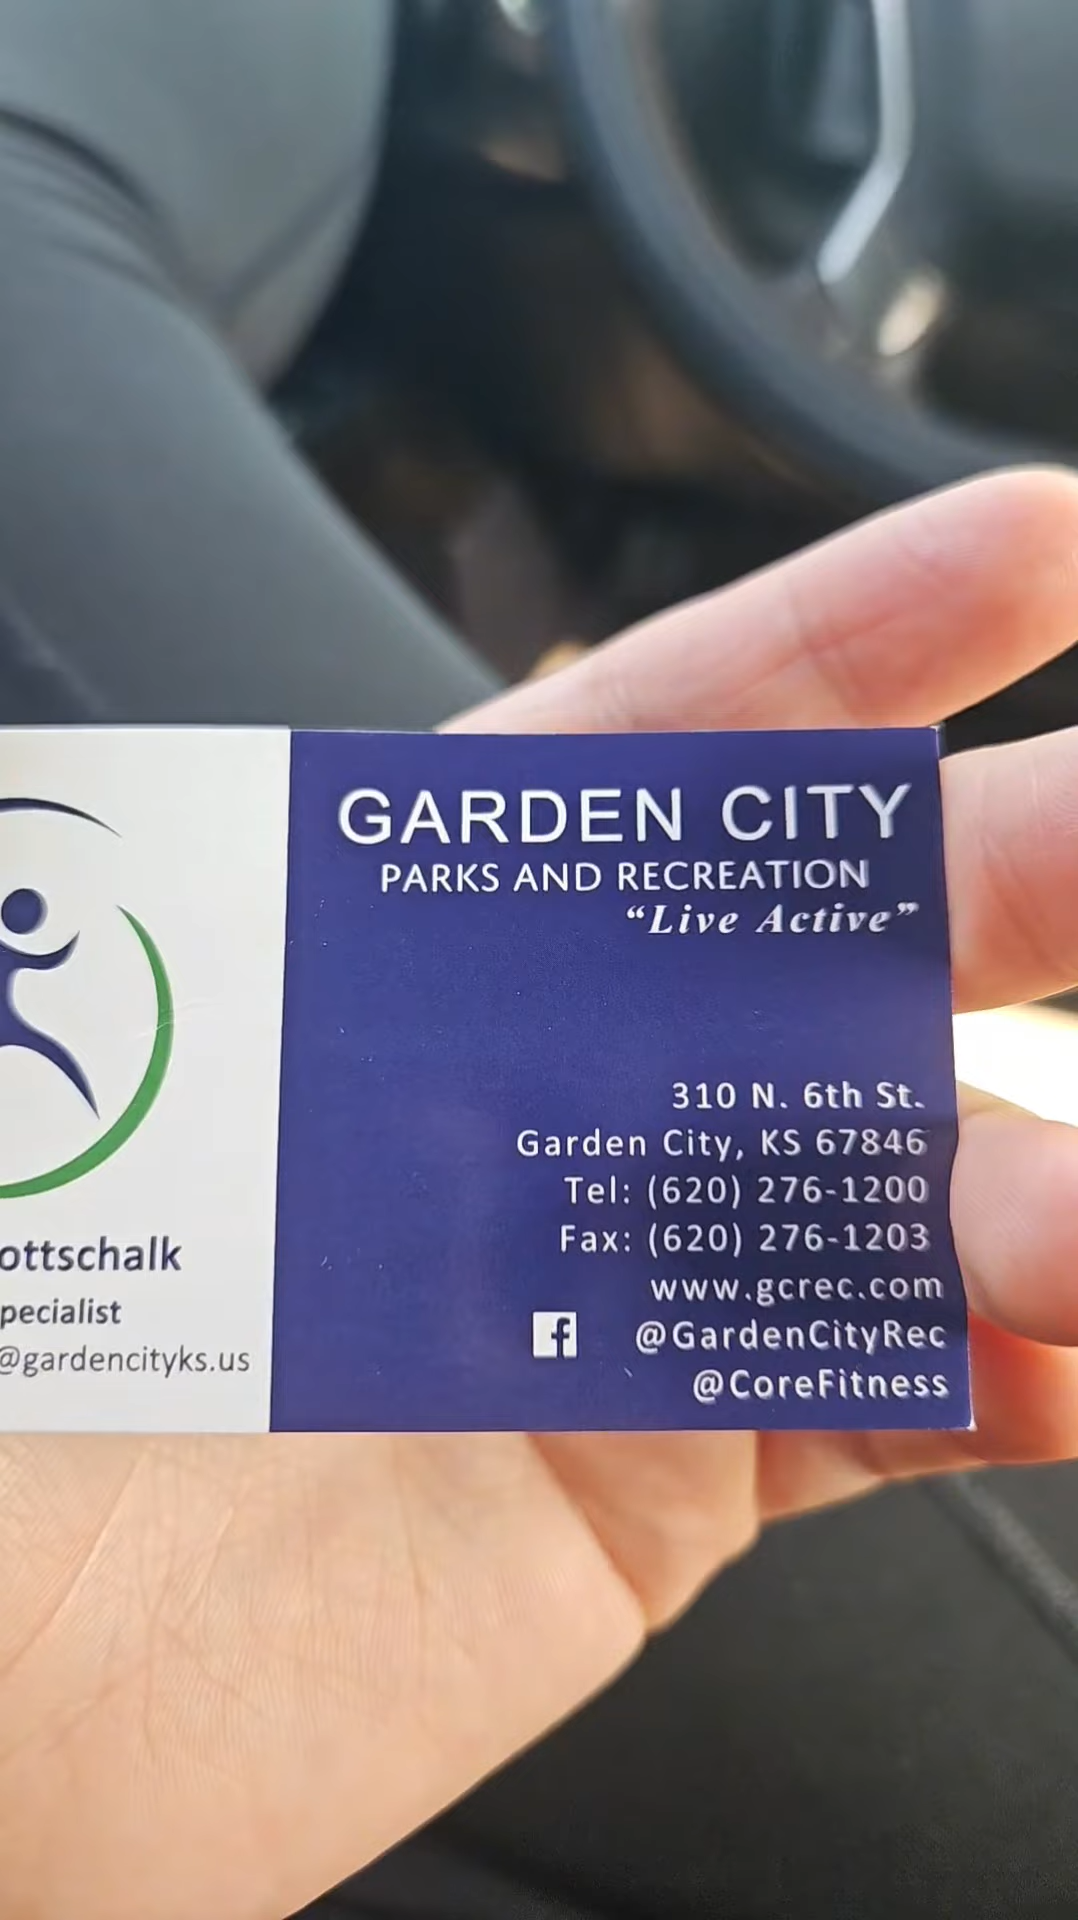 GARDEN CITY
PARKS AND RECREATION
“Live Active”
310 N. 6th St.
Garden City, KS 67846
Tel: (620) 276-1200
Fax: (620) 276-1203
www.gcrec.com
@GardenCityRec
@CoreFitness
ottschalk
pecialist
@gardencityks.us